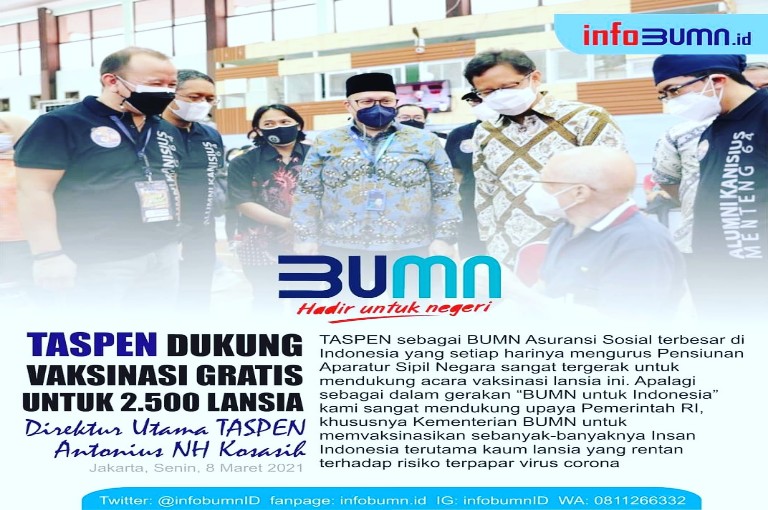 infoBUMN.id
ALUMNI KANISIUS
MENTENG 64
ALUMNI KANISIUS
BUMN
Hadir untuk negeri
TASPEN DUKUNG
VAKSINASI GRATIS
UNTUK 2.500 LANSIA
Direktur Utama TASPEN
Antonius NH Kosasih
Jakarta, Senin, 8 Maret 2021
TASPEN sebagai BUMN Asuransi Sosial terbesar di
Indonesia yang setiap harinya mengurus Pensiunan
Aparatur Sipil Negara sangat tergerak untuk
mendukung acara vaksinasi lansia ini. Apalagi
sebagai dalam gerakan “BUMN untuk Indonesia”
kami sangat mendukung upaya Pemerintah RI,
khususnya Kementerian BUMN untuk
memvaksinasikan sebanyak-banyaknya Insan
Indonesia terutama kaum lansia yang rentan
terhadap risiko terpapar virus corona
Twitter: @infobumnID fanpage: infobumn.id IG: infobumnID WA: 0811266332